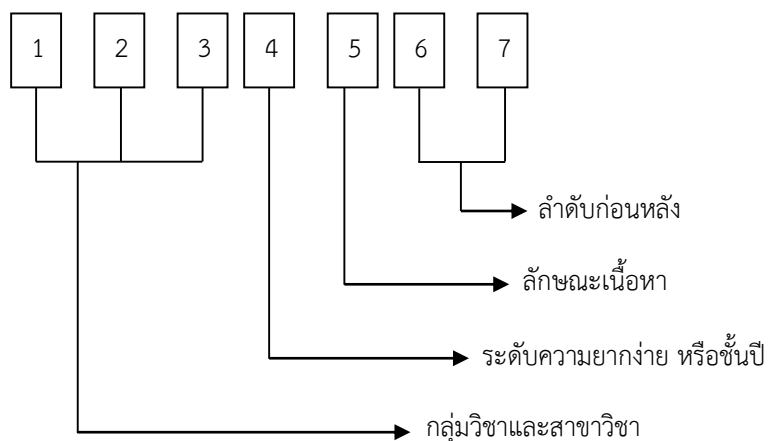 1 2 3 4 5 6 7
ลำดับก่อนหลัง
ลักษณะเนื้อหา
ระดับความยากง่าย หรือชั้นปี
กลุ่มวิชาและสาขาวิชา